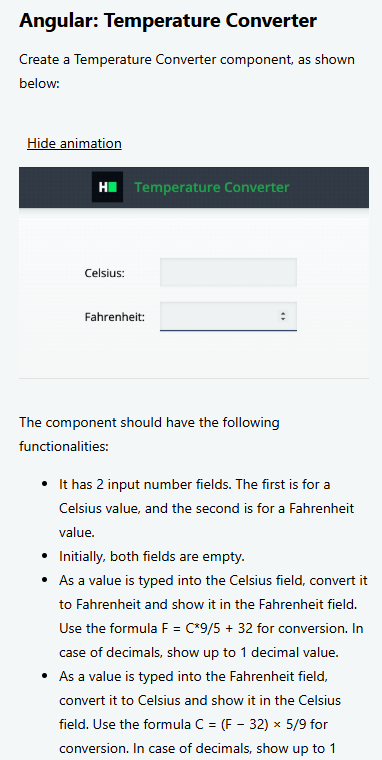 Angular: Temperature Converter
Create a Temperature Converter component, as shown
below:
Hide animation
H Temperature Converter
Celsius:
Fahrenheit:
The component should have the following
functionalities:
• It has 2 input number fields. The first is for a
Celsius value, and the second is for a Fahrenheit
value.
• Initially, both fields are empty.
• As a value is typed into the Celsius field, convert it
to Fahrenheit and show it in the Fahrenheit field.
Use the formula F = C*9/5 + 32 for conversion. In
case of decimals, show up to 1 decimal value.
• As a value is typed into the Fahrenheit field,
convert it to Celsius and show it in the Celsius
field. Use the formula C = (F − 32) × 5/9 for
conversion. In case of decimals, show up to 1